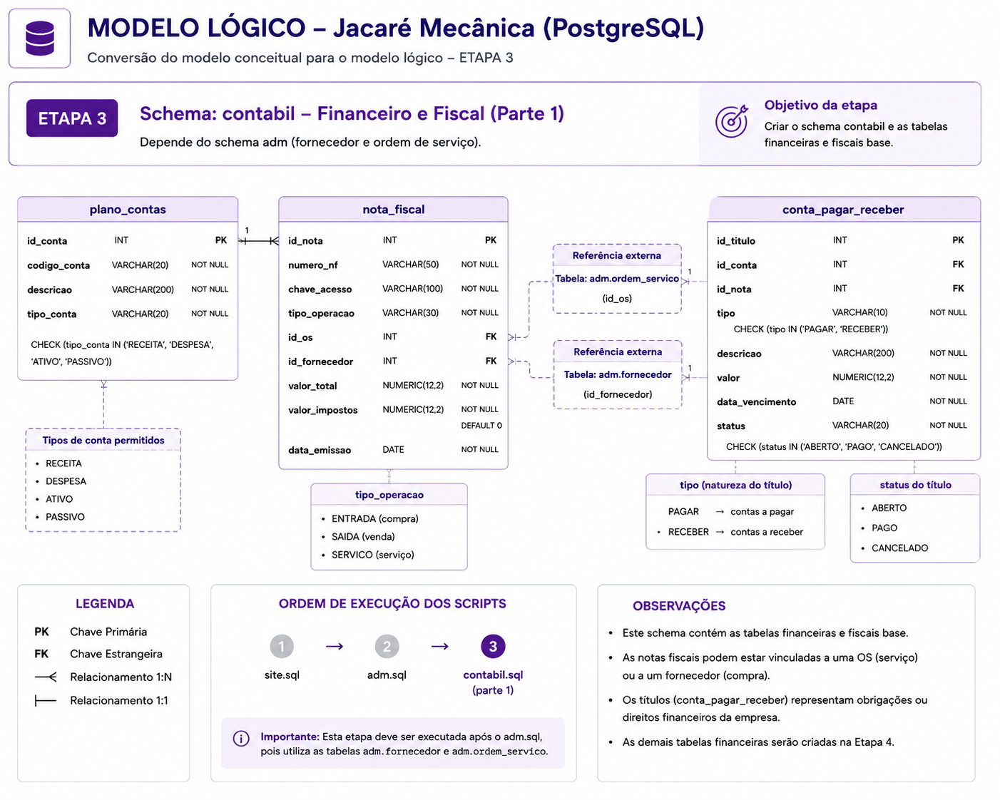 MODELO LÓGICO – Jacaré Mecânica (PostgreSQL)
Conversão do modelo conceitual para o modelo lógico – ETAPA 3
ETAPA 3
Schema: contabil – Financeiro e Fiscal (Parte 1)
Depende do schema adm (fornecedor e ordem de serviço).
Objetivo da etapa
Criar o schema contabil e as tabelas
financeiras e fiscais base.
plano_contas
id_conta INT PK
codigo_conta VARCHAR(20) NOT NULL
descricao VARCHAR(200) NOT NULL
tipo_conta VARCHAR(20) NOT NULL
CHECK (tipo_conta IN ('RECEITA', 'DESPESA',
'ATIVO', 'PASSIVO'))
1
Tipos de conta permitidos
• RECEITA
• DESPESA
• ATIVO
• PASSIVO
nota_fiscal
id_nota INT PK
numero_nf VARCHAR(50) NOT NULL
chave_acesso VARCHAR(100) NOT NULL
tipo_operacao VARCHAR(30) NOT NULL
id_os INT FK
id_fornecedor INT FK
valor_total NUMERIC(12,2) NOT NULL
valor_impostos NUMERIC(12,2) NOT NULL
DEFAULT 0
data_emissao DATE NOT NULL
tipo_operacao
• ENTRADA (compra)
• SAIDA (venda)
• SERVICO (serviço)
Referência externa
Tabela: adm.ordem_servico
(id_os)
1
Referência externa
Tabela: adm.fornecedor
(id_fornecedor)
1
conta_pagar_receber
id_titulo INT PK
id_conta INT FK
id_nota INT FK
tipo VARCHAR(10) NOT NULL
CHECK (tipo IN ('PAGAR', 'RECEBER'))
descricao VARCHAR(200) NOT NULL
valor NUMERIC(12,2) NOT NULL
data_vencimento DATE NOT NULL
status VARCHAR(20) NOT NULL
CHECK (status IN ('ABERTO', 'PAGO', 'CANCELADO'))
tipo (natureza do título)
PAGAR → contas a pagar
• RECEBER → contas a receber
status do título
• ABERTO
• PAGO
• CANCELADO
LEGENDA
PK Chave Primária
FK Chave Estrangeira
Relacionamento 1:N
Relacionamento 1:1
ORDEM DE EXECUÇÃO DOS SCRIPTS
1 → 2 → 3
site.sql adm.sql contabil.sql
(parte 1)
Importante: Esta etapa deve ser executada após o adm.sql,
pois utiliza as tabelas adm.fornecedor e adm.ordem_servico.
OBSERVAÇÕES
• Este schema contém as tabelas financeiras e fiscais base.
• As notas fiscais podem estar vinculadas a uma OS (serviço)
ou a um fornecedor (compra).
• Os títulos (conta_pagar_receber) representam obrigações ou
direitos financeiros da empresa.
• As demais tabelas financeiras serão criadas na Etapa 4.